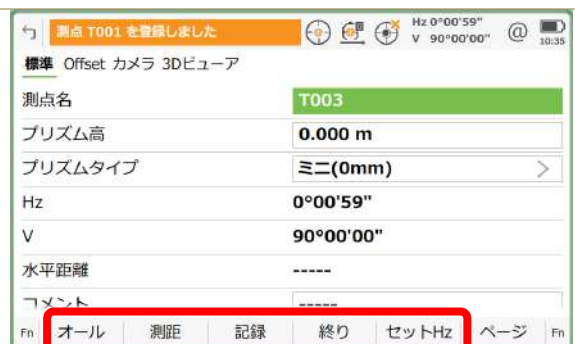 測点 T001 を登録しました
Hz 0°00'59"
V 90°00'00"
@
10:35
標準 Offset カメラ 3Dビューア
測点名 T003
プリズム高 0.000 m
プリズムタイプ ミニ(0mm)
Hz 0°00'59"
V 90°00'00"
水平距離 -----
コメント -----
Fn オール 測距 記録 終り セットHz ページ Fn